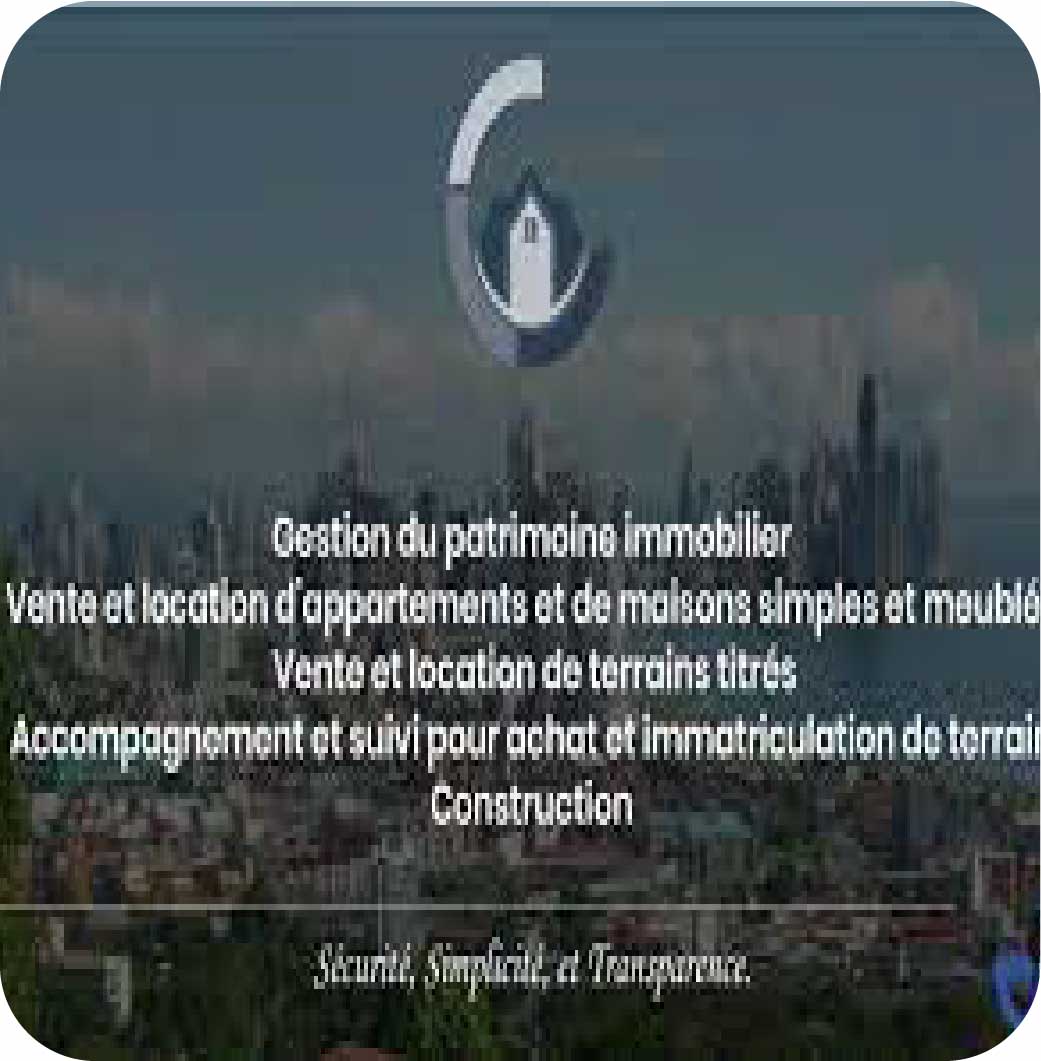 Gestion du patrimoine immobilier
Vente et location d'appartements et de maisons simples et meublé
Vente et location de terrains titrés
Accompagnement et suivi pour achat et immatriculation de terrain
Construction
Sécurité, Simplicité, et Transparence.